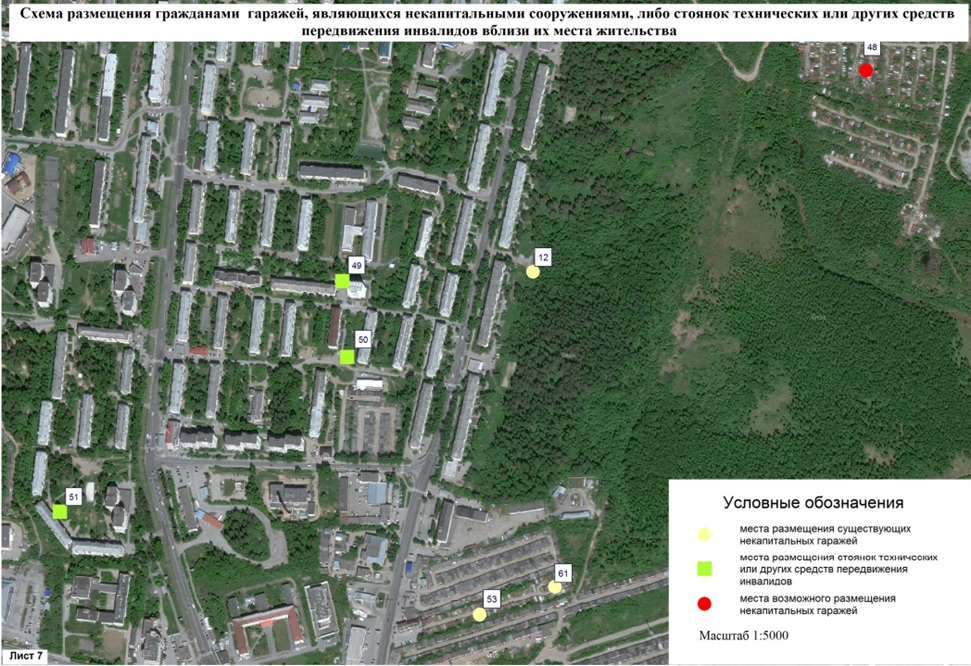 Схема размещения гражданами гаражей, являющихся некапитальными сооружениями, либо стоянок технических или других средств
передвижения инвалидов вблизи их места жительства
48
12
49
50
51
61
53
Условные обозначения
места размещения существующих
некапитальных гаражей
места размещения стоянок технических
или других средств передвижения
инвалидов
места возможного размещения
некапитальных гаражей
Масштаб 1:5000
Лист 7